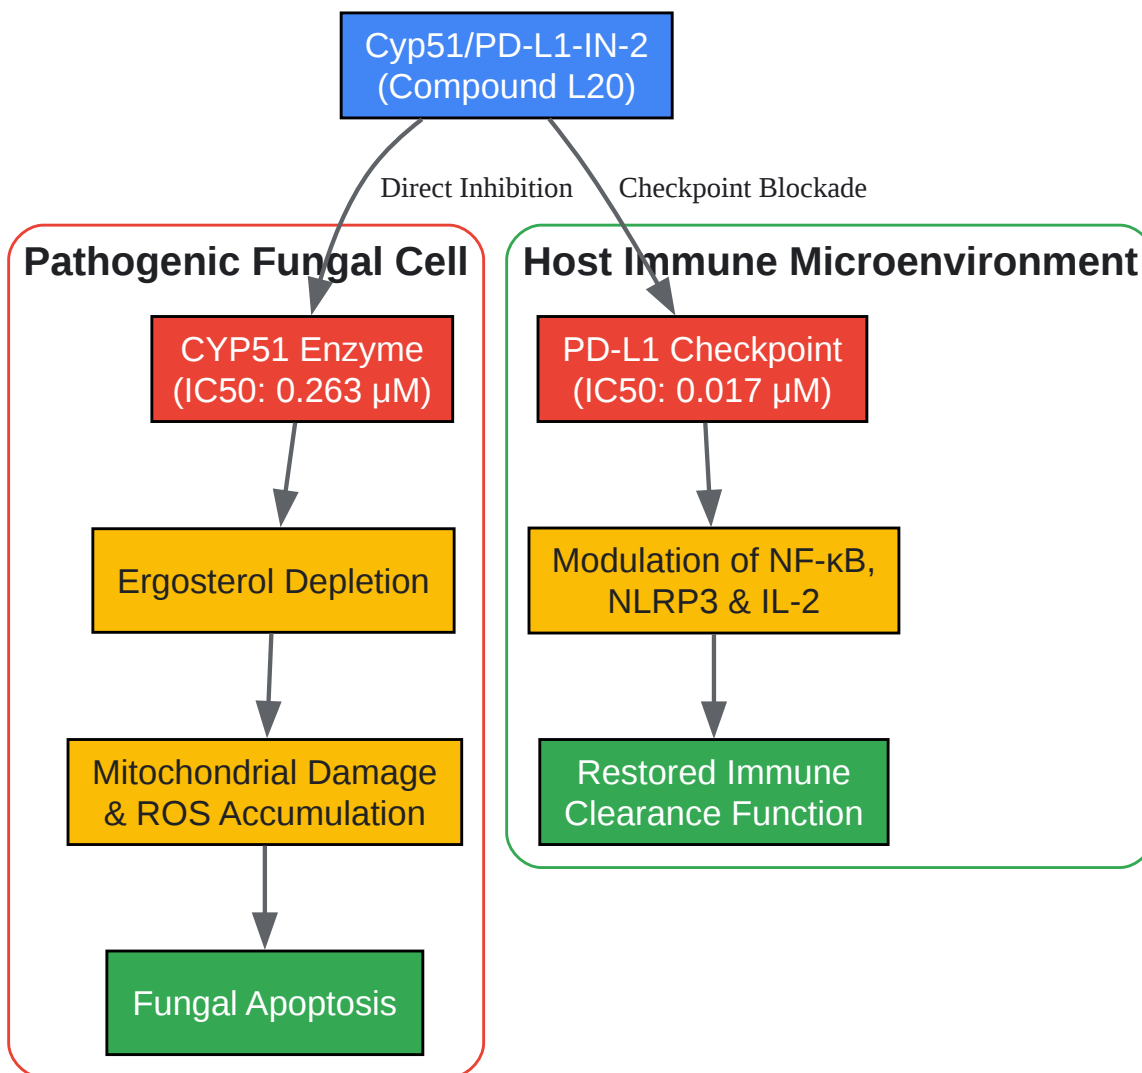 Cyp51/PD-L1-IN-2
(Compound L20)
Direct Inhibition
Checkpoint Blockade
Pathogenic Fungal Cell
CYP51 Enzyme
(IC50: 0.263 μM)
Ergosterol Depletion
Mitochondrial Damage
& ROS Accumulation
Fungal Apoptosis
Host Immune Microenvironment
PD-L1 Checkpoint
(IC50: 0.017 μM)
Modulation of NF-κB,
NLRP3 & IL-2
Restored Immune
Clearance Function